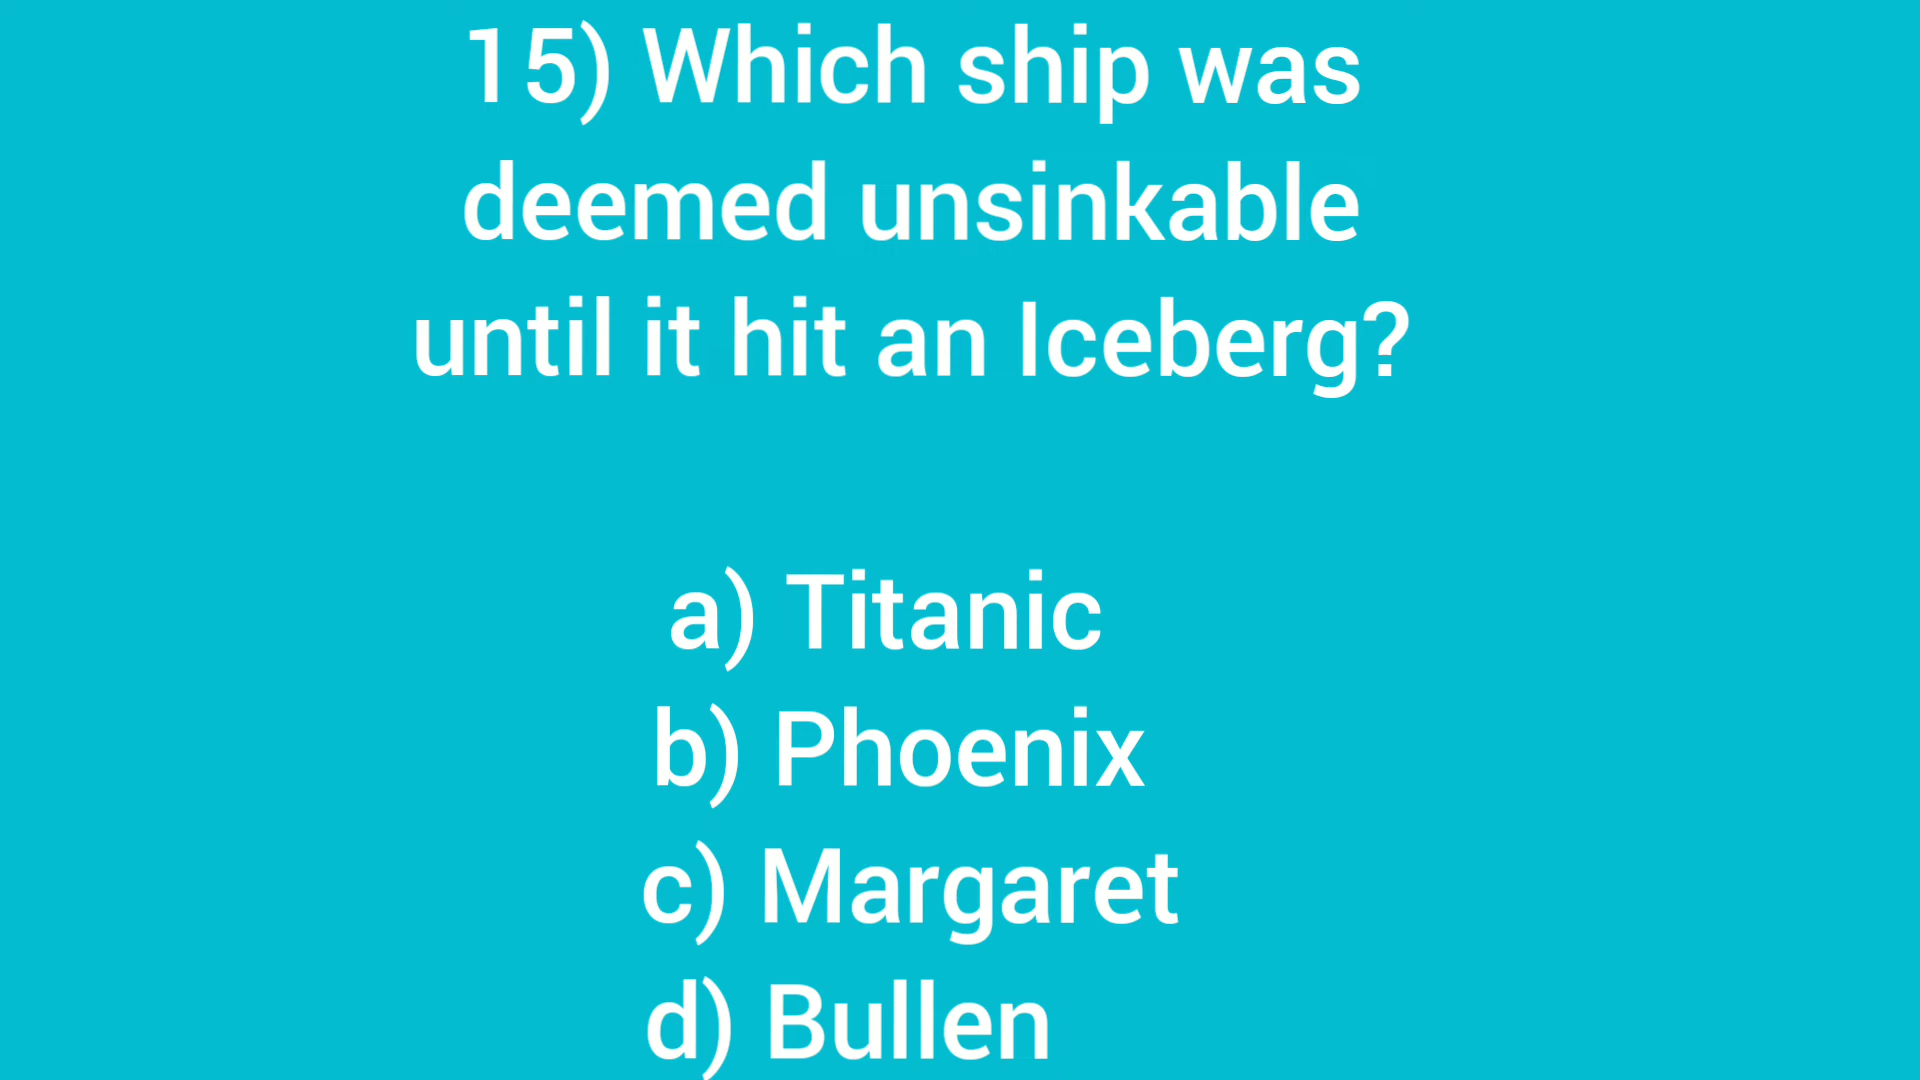 15) Which ship was
deemed unsinkable
until it hit an Iceberg?
a) Titanic
b) Phoenix
c) Margaret
d) Bullen